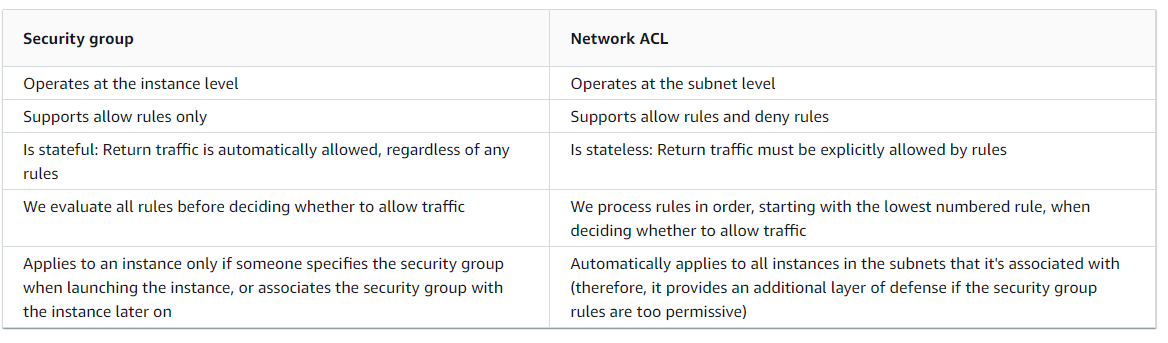 Security group
Network ACL
Operates at the instance level
Operates at the subnet level
Supports allow rules only
Supports allow rules and deny rules
Is stateful: Return traffic is automatically allowed, regardless of any
rules
Is stateless: Return traffic must be explicitly allowed by rules
We evaluate all rules before deciding whether to allow traffic
We process rules in order, starting with the lowest numbered rule, when
deciding whether to allow traffic
Applies to an instance only if someone specifies the security group
when launching the instance, or associates the security group with
the instance later on
Automatically applies to all instances in the subnets that it's associated with
(therefore, it provides an additional layer of defense if the security group
rules are too permissive)